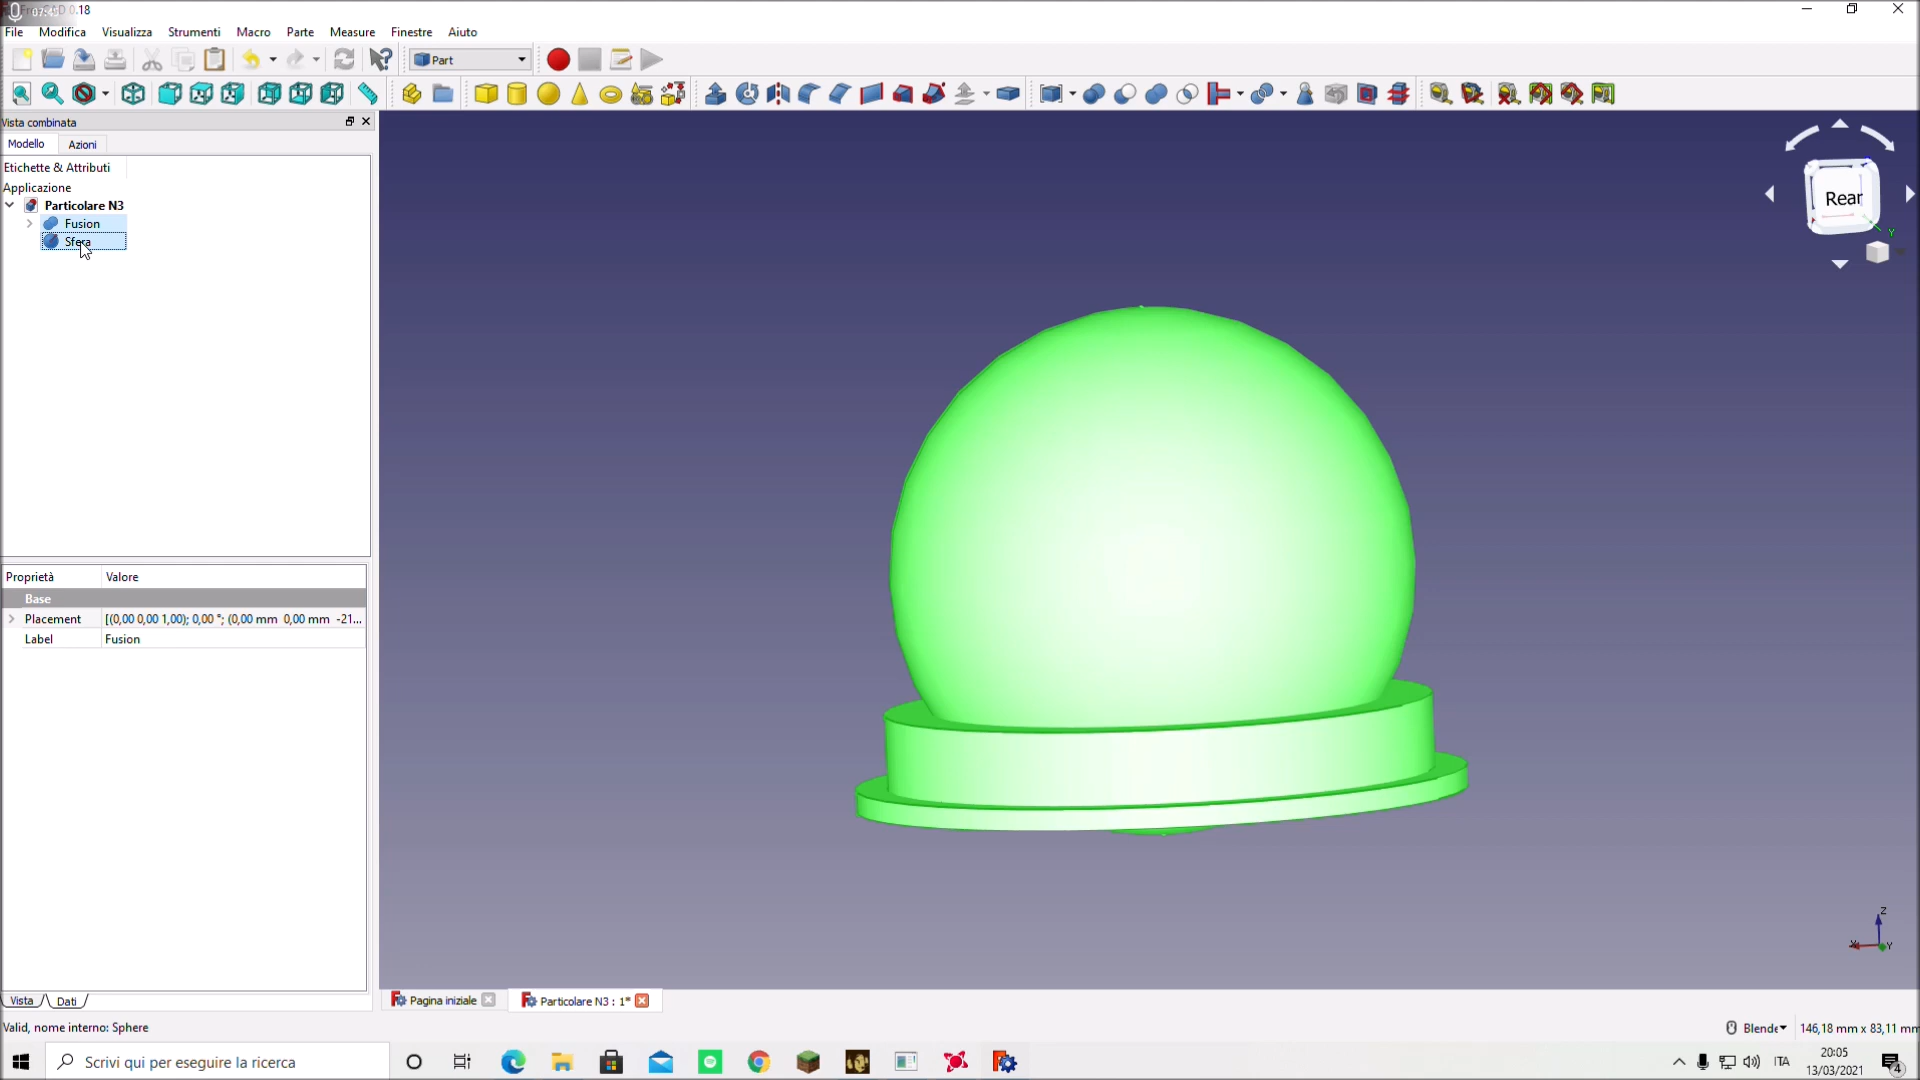 0.18
File Modifica Visualizza Strumenti Macro Parte Measure Finestre Aiuto
Part
Vista combinata
Modello Azioni
Etichette & Attributi
Applicazione
Particolare N3
Fusion
Sfera
Rear
Y
Proprietà Valore
Base
Placement [(0,00 0,00 1,00); 0,00 °; (0,00 mm 0,00 mm -21...
Label Fusion
Z
X Y
Vista Dati
Pagina iniziale Particolare N3 : 1*
Valid, nome interno: Sphere
Blender 146,18 mm x 83,11 mm
Scrivi qui per eseguire la ricerca
ITA
20:05
13/03/2021
4